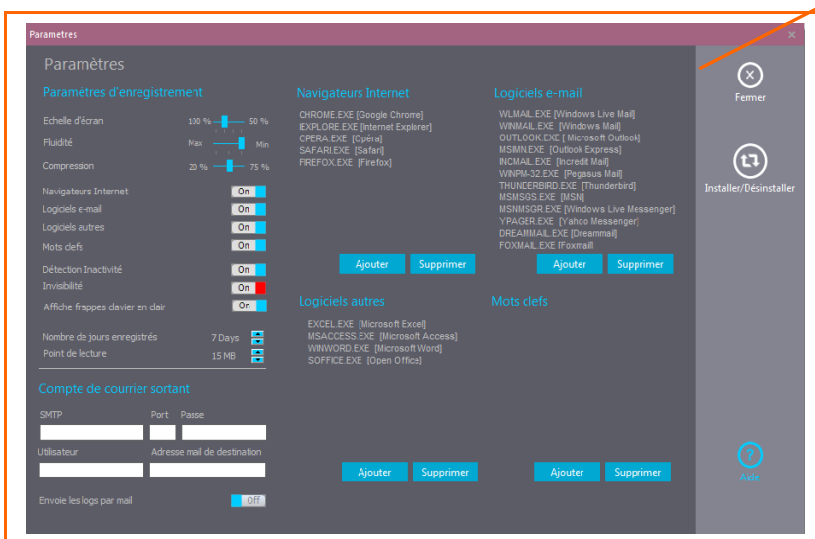 Parametres
Paramètres
Paramétres d'enregistrement
Echelle d'écran 100 % 50 %
Fluidité Max Min
Compression 20 % 75 %
Navigateurs Internet On
Logiciels e-mail On
Logiciels autres On
Mots clefs On
Détection Inactivité On
Invisibilité On
Affiche frappes clavier en clair On
Nombre de jours enregistrés 7 Days
Point de lecture 15 MB
Compte de courrier sortant
SMTP Port Passe
Utilisateur Adresse mail de destination
Envoie les logs par mail Off
Navigateurs Internet
CHROME.EXE [Google Chrome]
IEXPLORE.EXE [Internet Explorer]
OPERA.EXE [Opéra]
SAFARI.EXE [Safari]
FIREFOX.EXE [Firefox]
Ajouter Supprimer
Logiciels e-mail
WLMAIL.EXE [Windows Live Mail]
WINMAIL.EXE [Windows Mail]
OUTLOOK.EXE [ Microsoft Outlook]
MSIMN.EXE [Outlook Express]
INCMAIL.EXE [Incredit Mail]
WINPM-32.EXE [Pegasus Mail]
THUNDERBIRD.EXE [Thunderbird]
MSMSGS.EXE [MSN]
MSNMSGR.EXE [Windows Live Messenger]
YPAGER.EXE [Yahoo Messenger]
DREAMMAIL.EXE [Dreammail]
FOXMAIL.EXE [Foxmail]
Ajouter Supprimer
Logiciels autres
EXCEL.EXE [Microsoft Excel]
MSACCESS.EXE [Microsoft Access]
WINWORD.EXE [Microsoft Word]
SOFFICE.EXE [Open Office]
Ajouter Supprimer
Mots clefs
Ajouter Supprimer
Fermer
Installer/Désinstaller
?
Aide